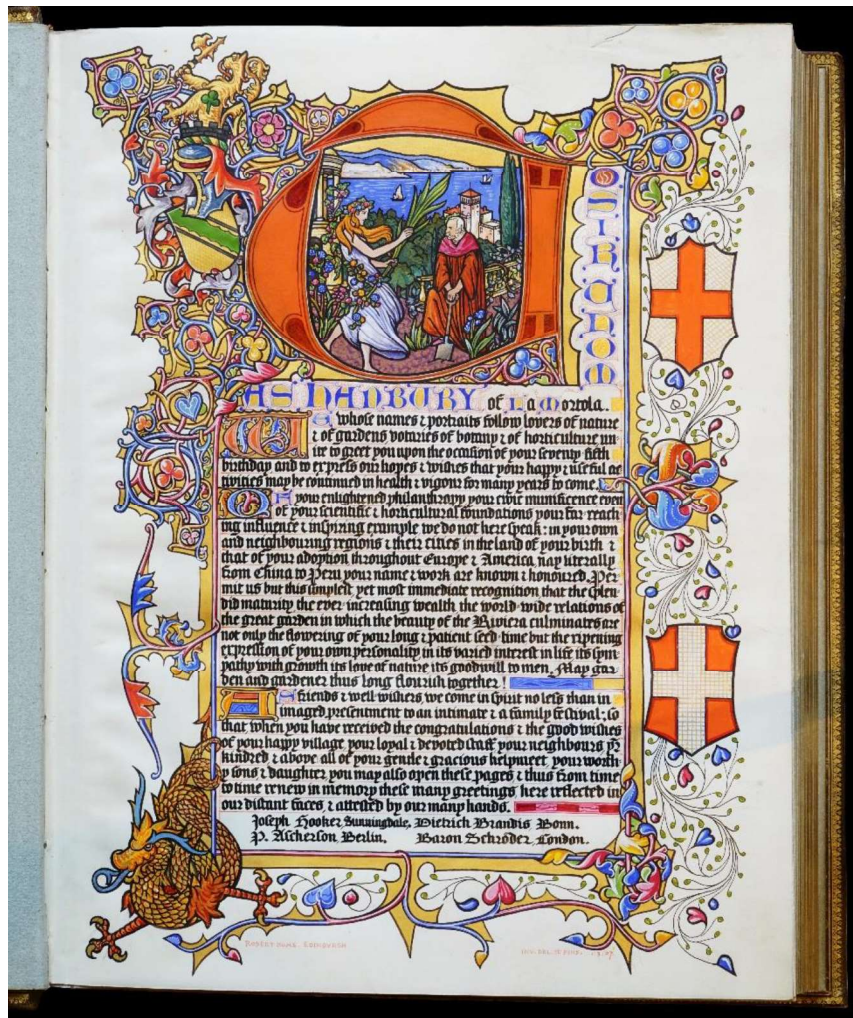 TO SIR THOM
AS HANBURY of La Mortola..
WE whose names & portraits follow lovers of nature
& of gardens votaries of botany & of horticulture un-
ite to greet you upon the occasion of your seventy fifth
birthday and to express our hopes & wishes that your happy & useful ac
tivities may be continued in health & vigour for many years to come.
OF your enlightened philanthropy your civic munificence even
of your scientific & horticultural foundations your far reach
ing influence & inspiring example we do not here speak: in your own
and neighbouring regions & their cities in the land of your birth &
that of your adoption throughout Europe & America, nay literally
from China to Peru your name & work are known & honoured. Per
mit us but this simplest yet most immediate recognition that the splen
did maturity the ever increasing wealth the world wide relations of
the great garden in which the beauty of the Riviera culminates are
not only the flowering of your long & patient seed-time but the ripening
expression of your own personality in its varied interest in life its sym-
pathy with growth its love of nature its goodwill to men. May gar-
den and gardener thus long flourish together!
AS friends & well wishers, we come in spirit no less than in
imaged presentment to an intimate & a family festival; so
that when you have received the congratulations & the good wishes
of your happy village your loyal & devoted staff your neighbours yr
kindred & above all of your gentle & gracious helpmeet, your worth
y sons & daughter you may also open these pages & thus from time
to time renew in memory these many greetings here reflected in
our distant faces, & attested by our many hands.
Joseph Hooker, Sunningdale, Dietrich Brandis Bonn.
P. Ascherson Berlin. Baron Schröder London.
EDINBURGH